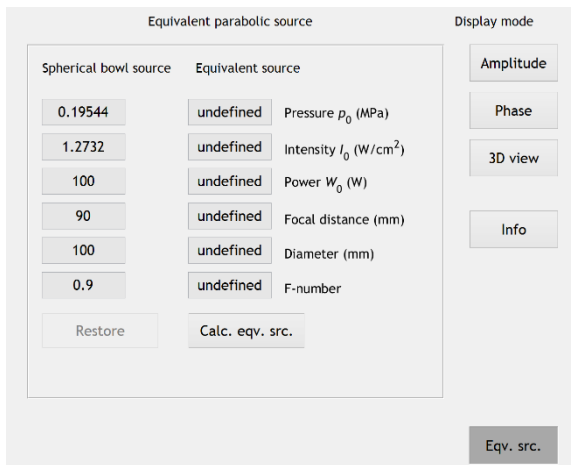 Equivalent parabolic source
Display mode
Spherical bowl source Equivalent source
0.19544 undefined Pressure p₀ (MPa)
1.2732 undefined Intensity I₀ (W/cm²)
100 undefined Power W₀ (W)
90 undefined Focal distance (mm)
100 undefined Diameter (mm)
0.9 undefined F-number
Restore Calc. eqv. src.
Amplitude
Phase
3D view
Info
Eqv. src.